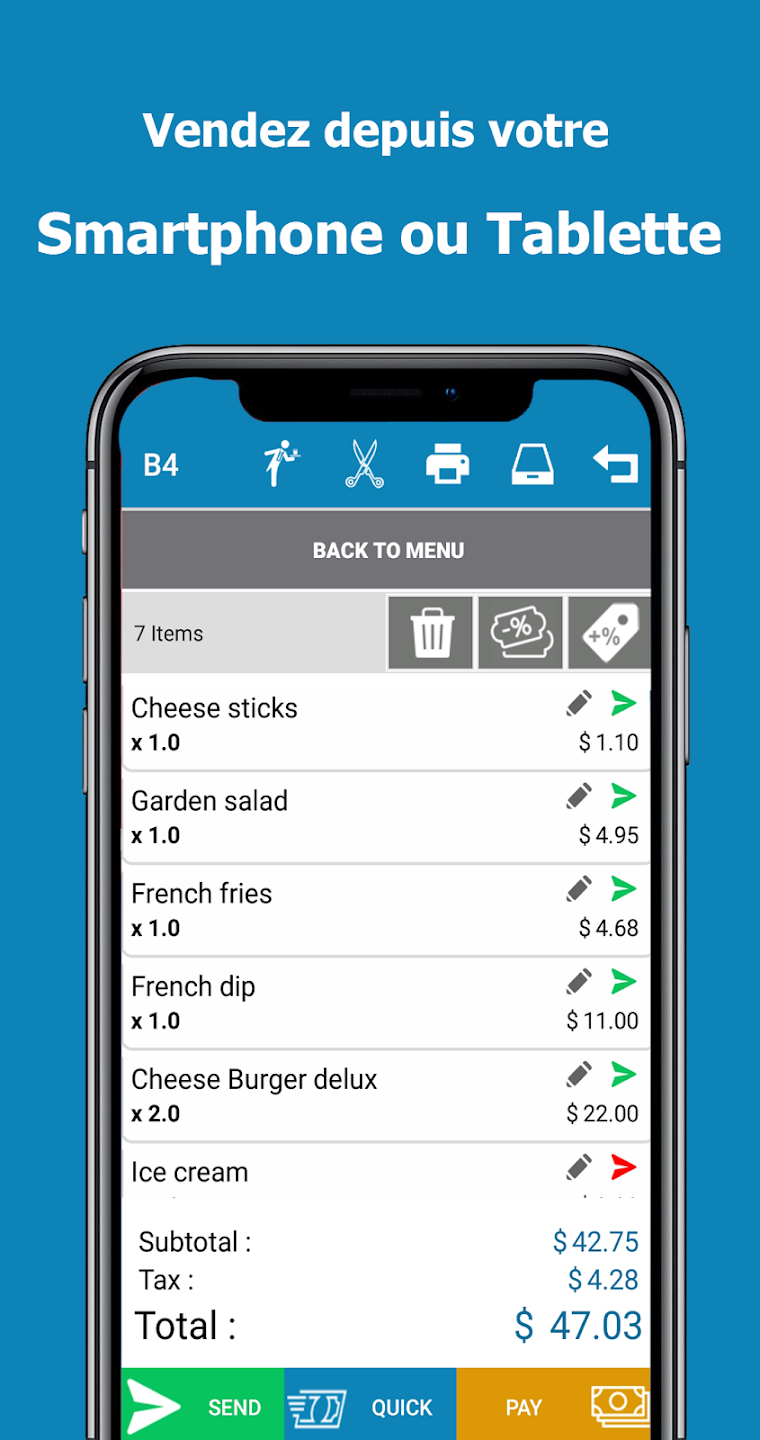 Vendez depuis votre
Smartphone ou Tablette
B4
BACK TO MENU
7 Items
-%
+%
Cheese sticks
x 1.0
$ 1.10
Garden salad
x 1.0
$ 4.95
French fries
x 1.0
$ 4.68
French dip
x 1.0
$ 11.00
Cheese Burger delux
x 2.0
$ 22.00
Ice cream
Subtotal :
$ 42.75
Tax :
$ 4.28
Total :
$ 47.03
SEND
QUICK
PAY